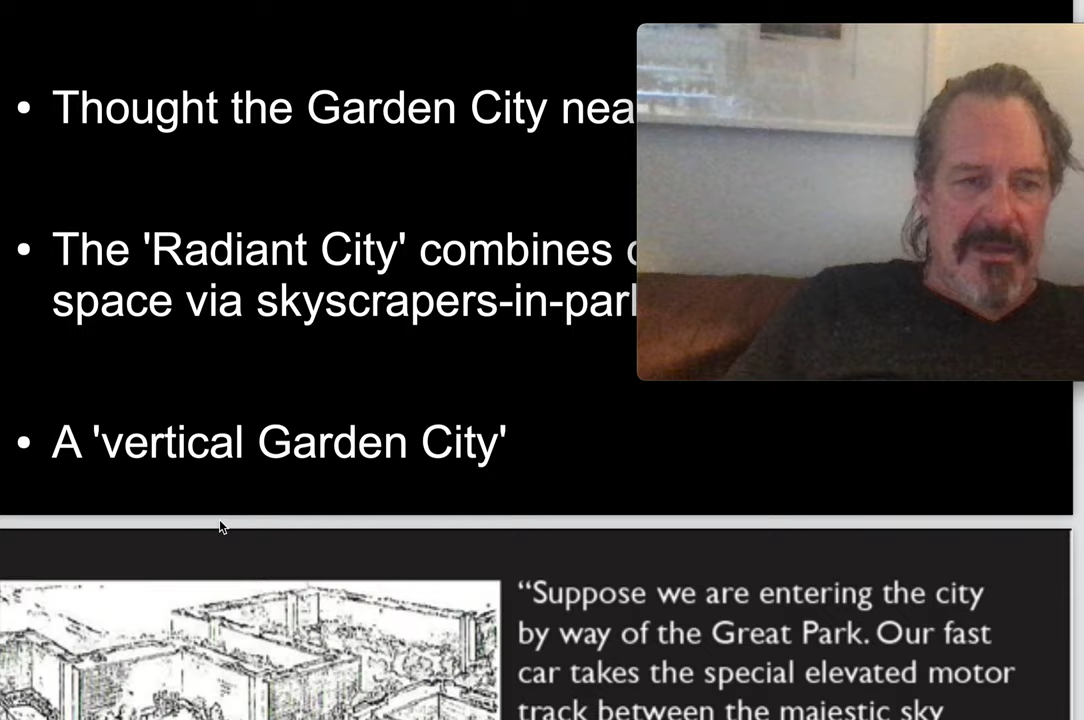 • Thought the Garden City nea
• The 'Radiant City' combines
space via skyscrapers-in-par
• A 'vertical Garden City'
“Suppose we are entering the city
by way of the Great Park. Our fast
car takes the special elevated motor
track between the majestic sky